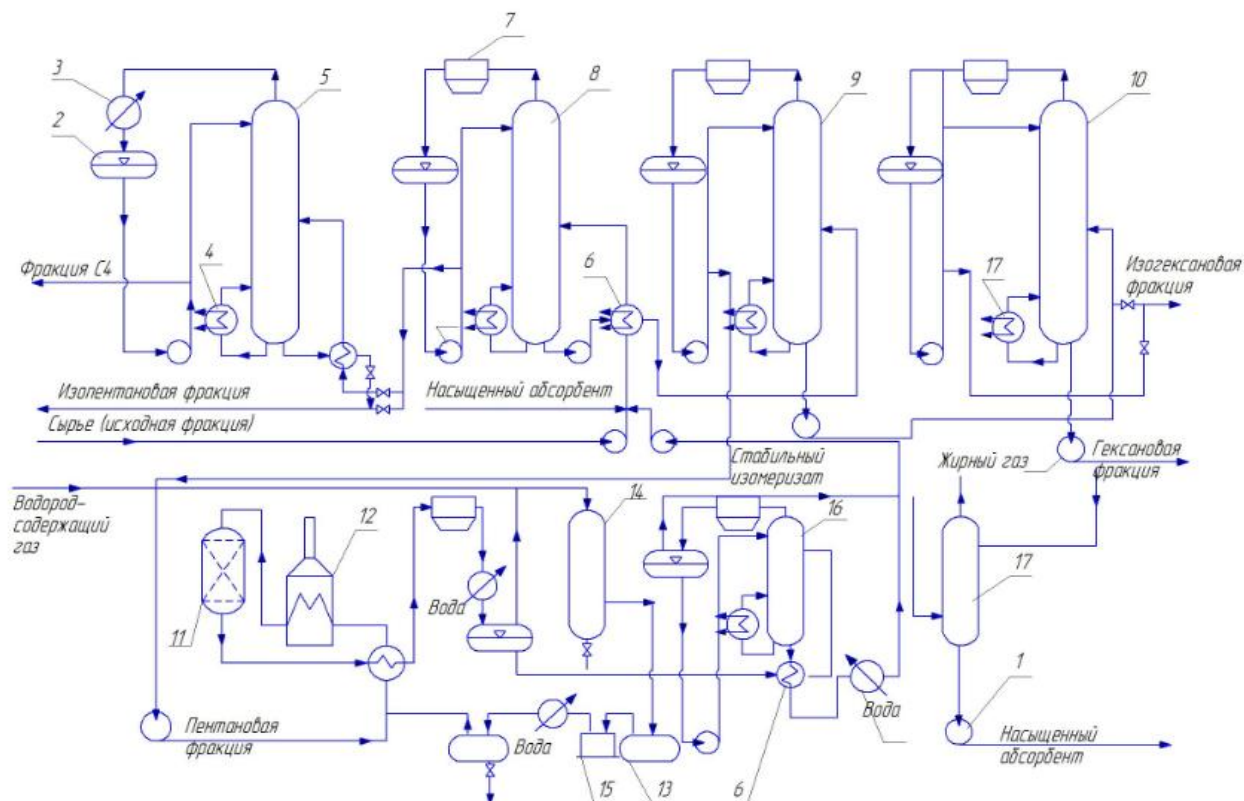 7
3
5
8
9
10
2
Фракция С4
4
6
17
Изогексановая
фракция
Изопентановая фракция
Насыщенный абсорбент
Сырье (исходная фракция)
Стабильный
изомеризат
Жирный газ
Гексановая
фракция
Водород-
содержащий
газ
12
14
16
Вода
17
11
1
Пентановая
фракция
Вода
Вода
Насыщенный
абсорбент
15
13
6